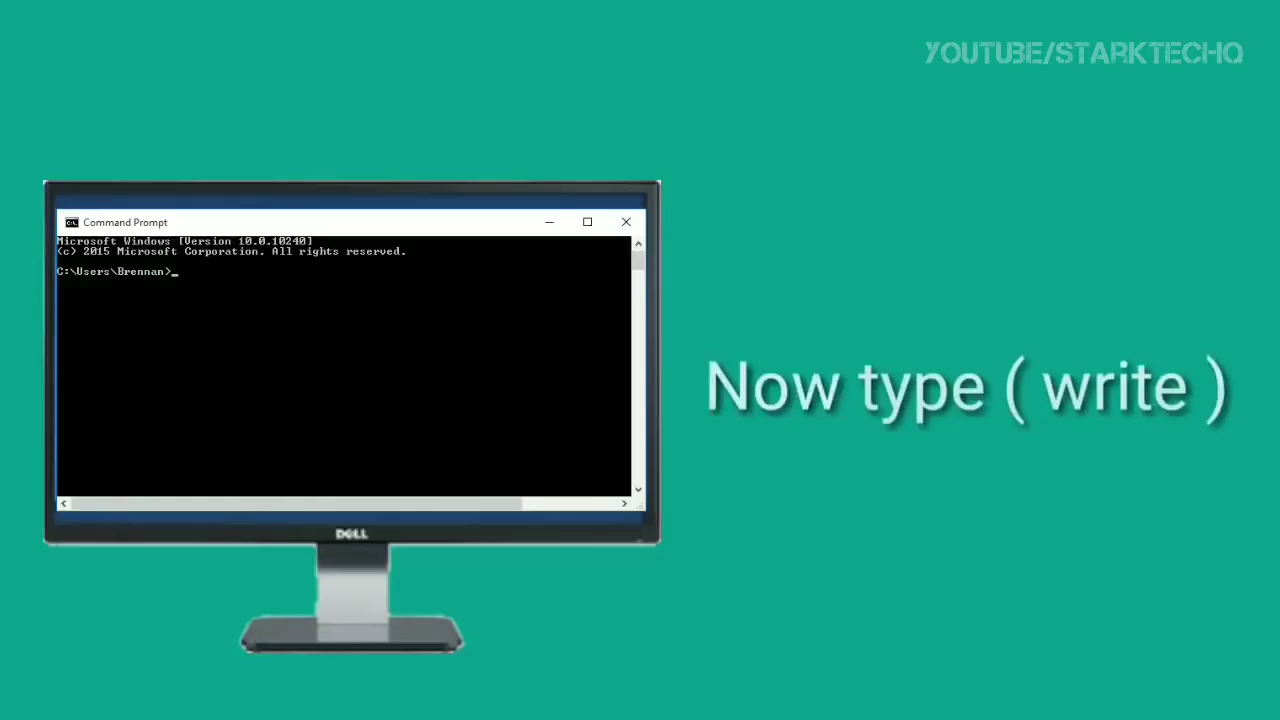 YOUTUBE/STARKTECHQ
Command Prompt
Microsoft Windows [Version 10.0.10240]
(c) 2015 Microsoft Corporation. All rights reserved.
C:\Users\Brennan>_
Now type ( write )
DELL